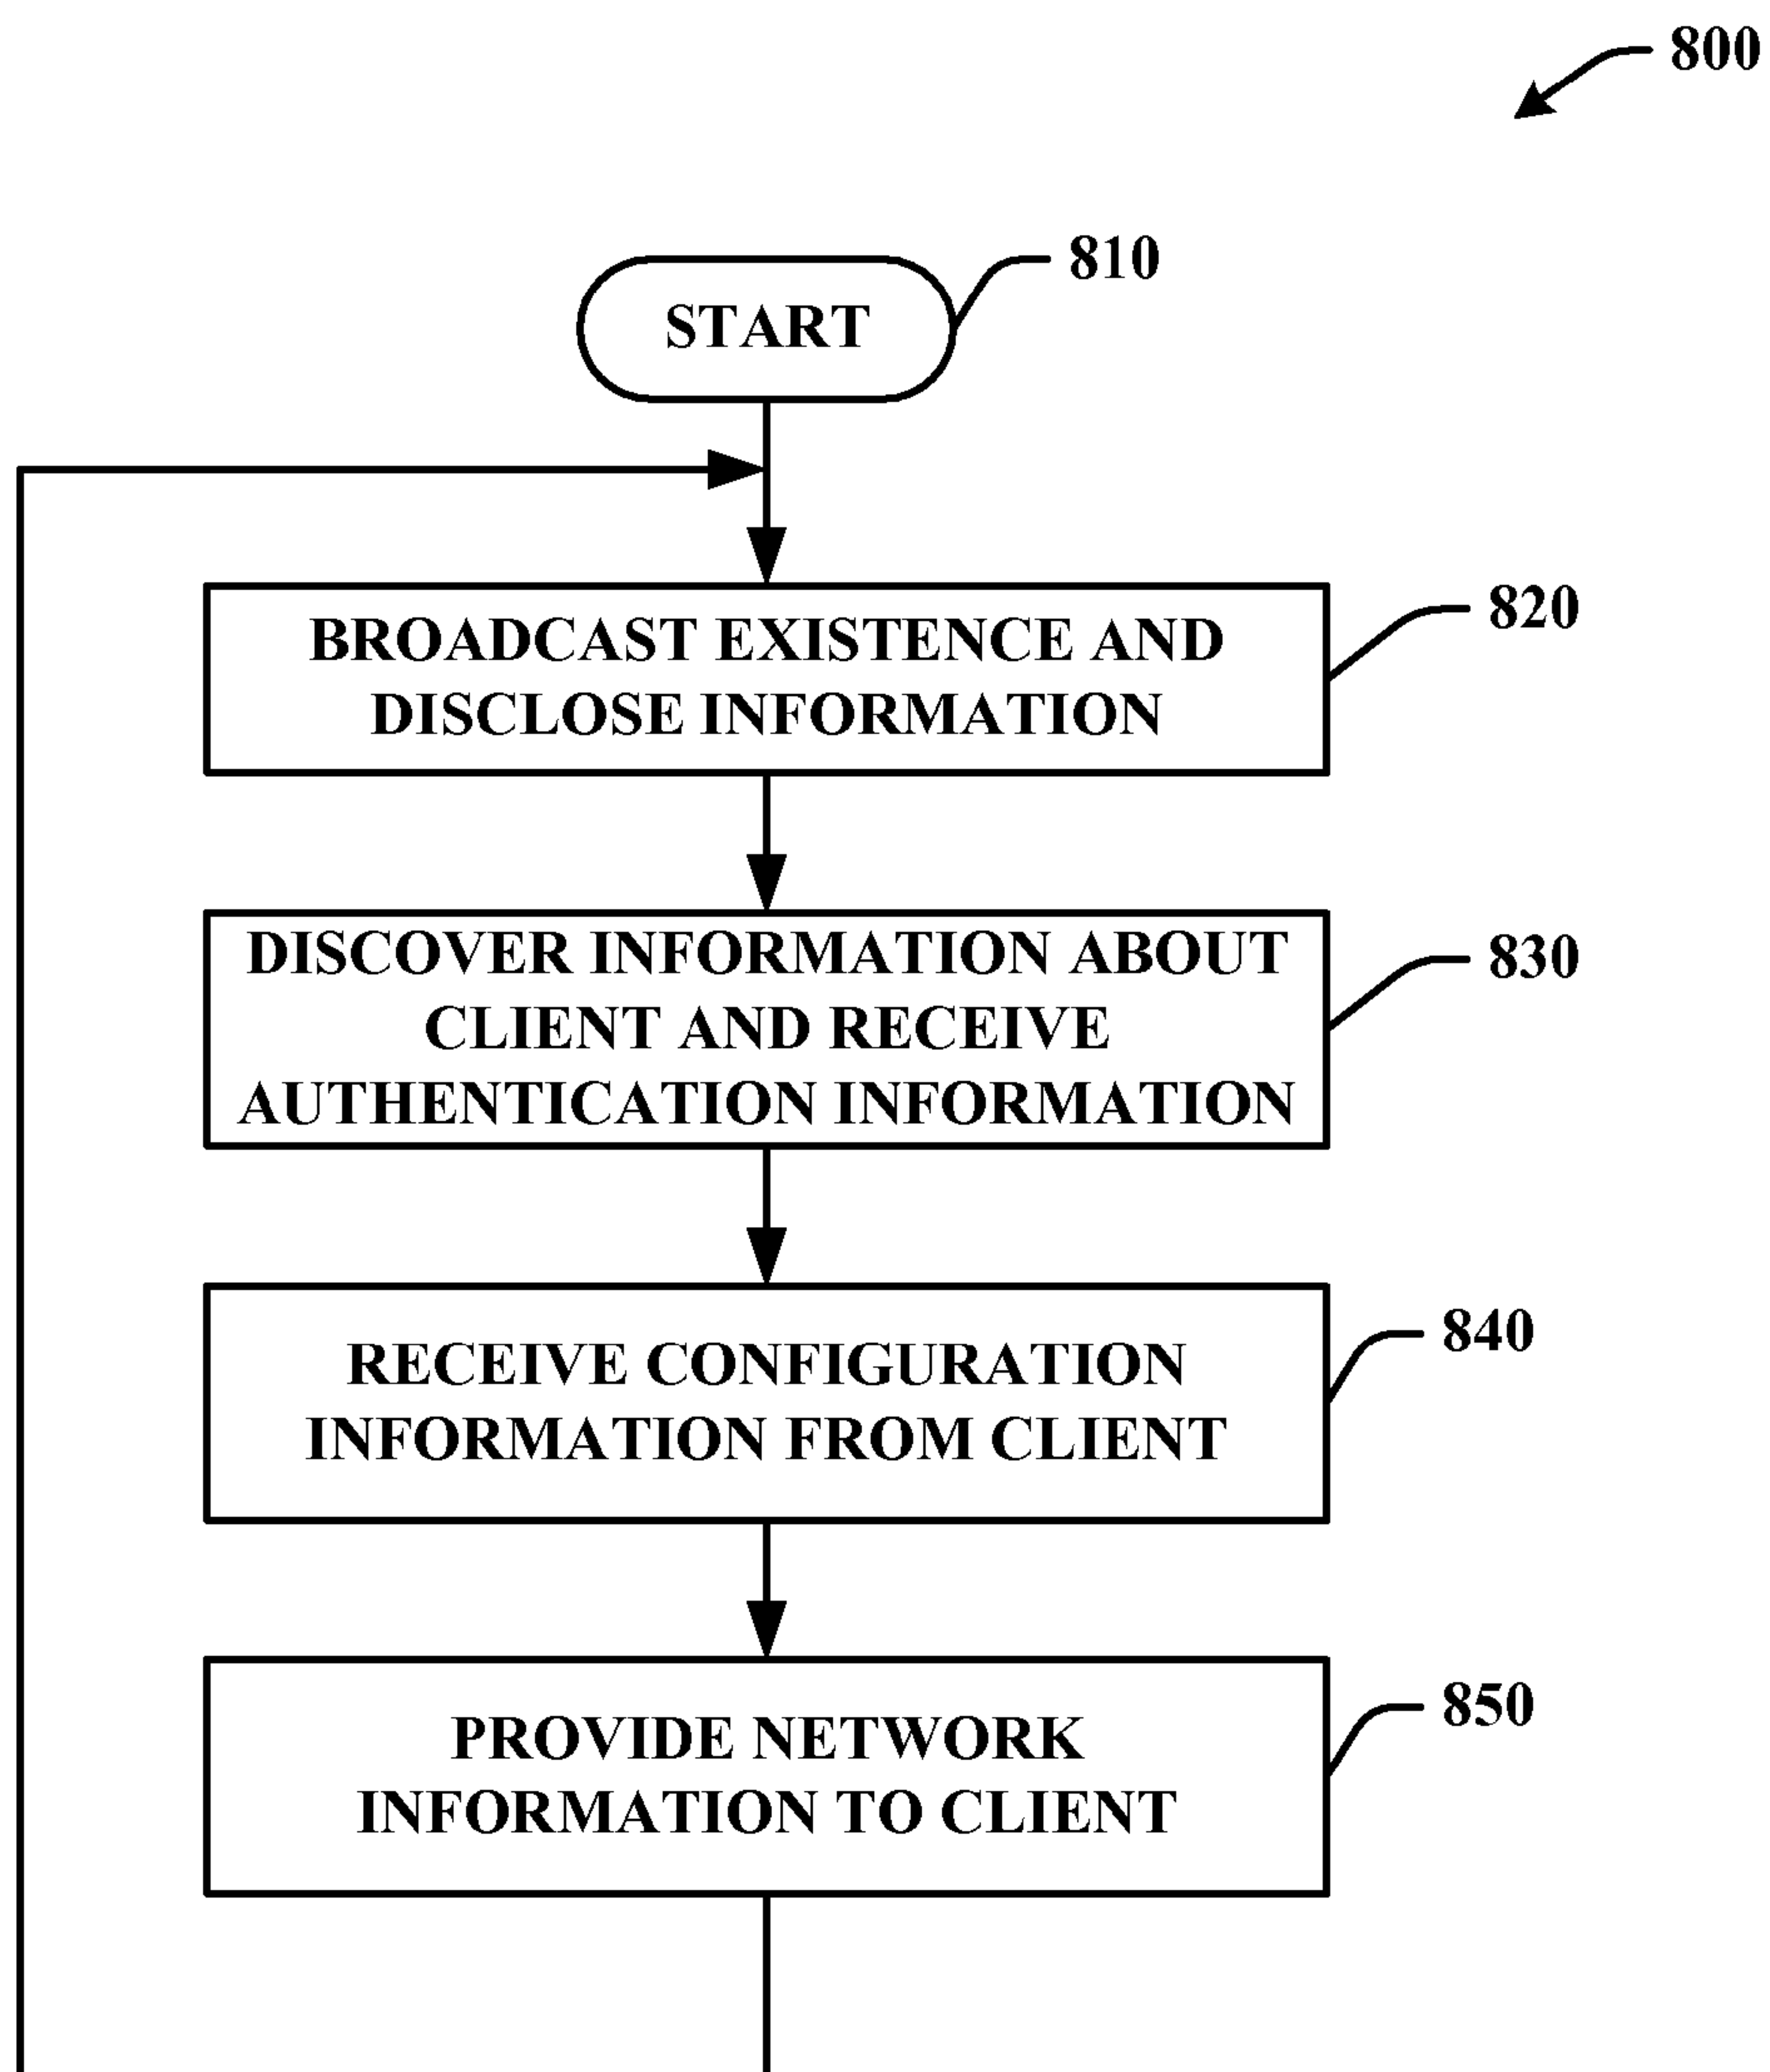 800
START
810
BROADCAST EXISTENCE AND
DISCLOSE INFORMATION
820
DISCOVER INFORMATION ABOUT
CLIENT AND RECEIVE
AUTHENTICATION INFORMATION
830
RECEIVE CONFIGURATION
INFORMATION FROM CLIENT
840
PROVIDE NETWORK
INFORMATION TO CLIENT
850